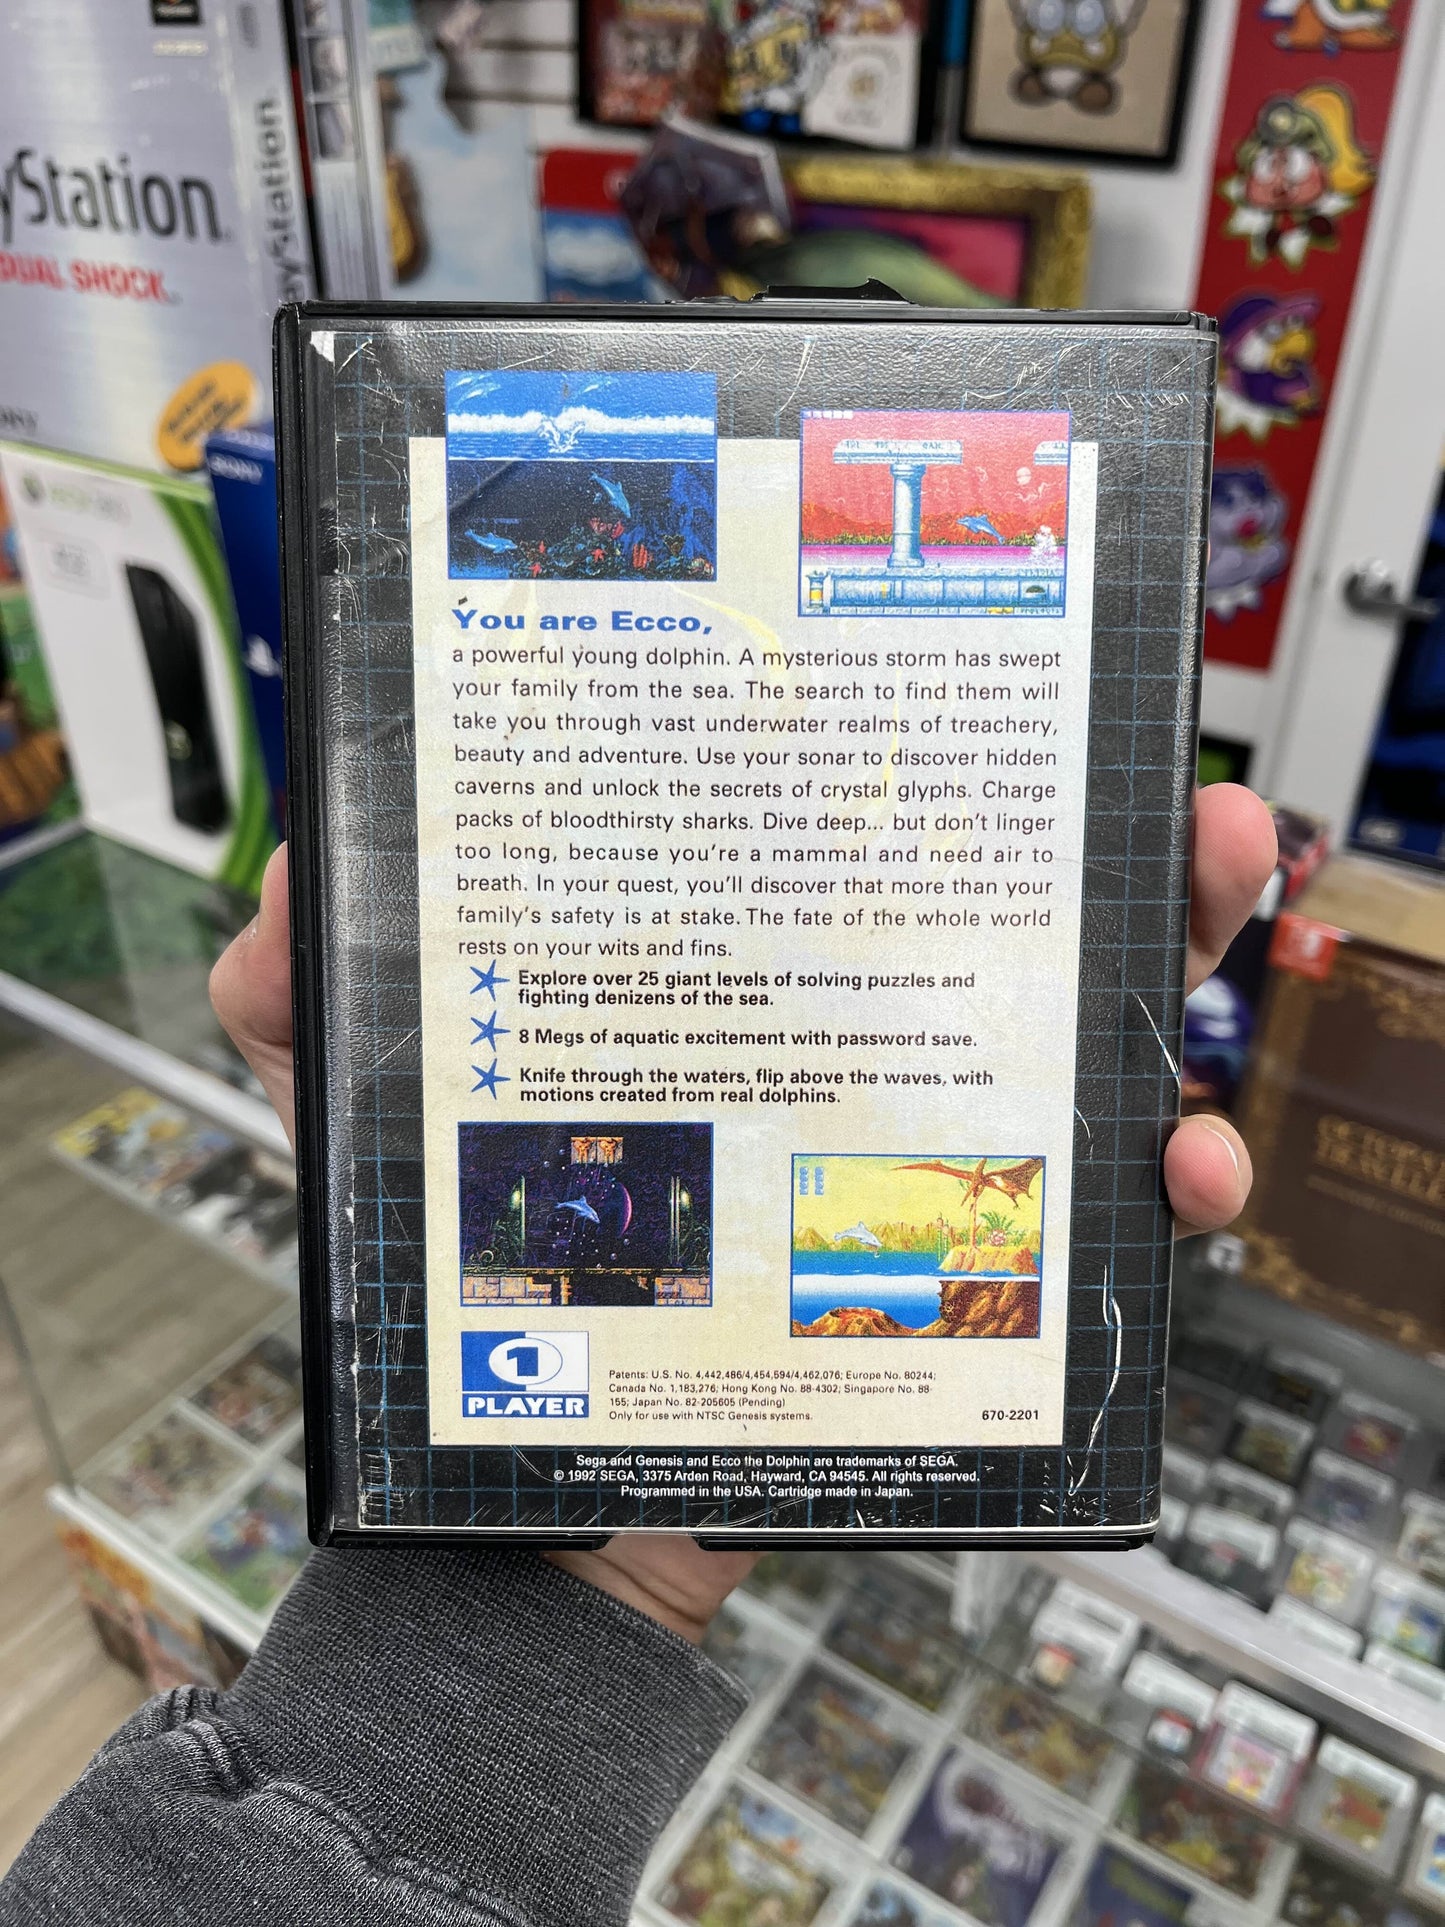 PlayStation
DUAL SHOCK
PlayStation
SONY
SONY
You are Ecco,
a powerful young dolphin. A mysterious storm has swept
your family from the sea. The search to find them will
take you through vast underwater realms of treachery,
beauty and adventure. Use your sonar to discover hidden
caverns and unlock the secrets of crystal glyphs. Charge
packs of bloodthirsty sharks. Dive deep... but don't linger
too long, because you're a mammal and need air to
breath. In your quest, you'll discover that more than your
family's safety is at stake. The fate of the whole world
rests on your wits and fins.
Explore over 25 giant levels of solving puzzles and
fighting denizens of the sea.
8 Megs of aquatic excitement with password save.
Knife through the waters, flip above the waves, with
motions created from real dolphins.
1
PLAYER
Patents: U.S. No. 4,442,486/4,454,594/4,462,076; Europe No. 80244;
Canada No. 1,183,276; Hong Kong No. 88-4302; Singapore No. 88-
155; Japan No. 82-205605 (Pending)
Only for use with NTSC Genesis systems.
670-2201
Sega and Genesis and Ecco the Dolphin are trademarks of SEGA.
© 1992 SEGA, 3375 Arden Road, Hayward, CA 94545. All rights reserved.
Programmed in the USA. Cartridge made in Japan.